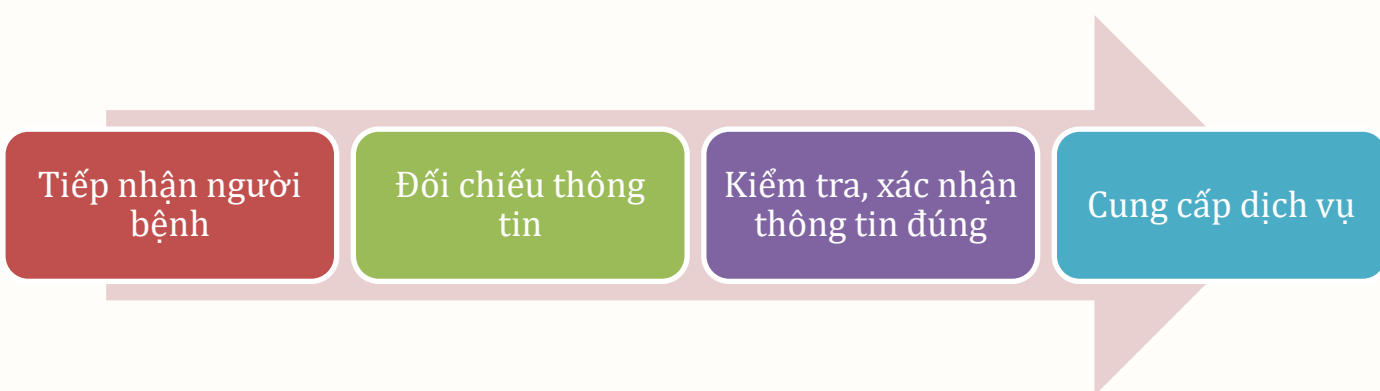 Tiếp nhận người
bệnh
Đối chiếu thông
tin
Kiểm tra, xác nhận
thông tin đúng
Cung cấp dịch vụ